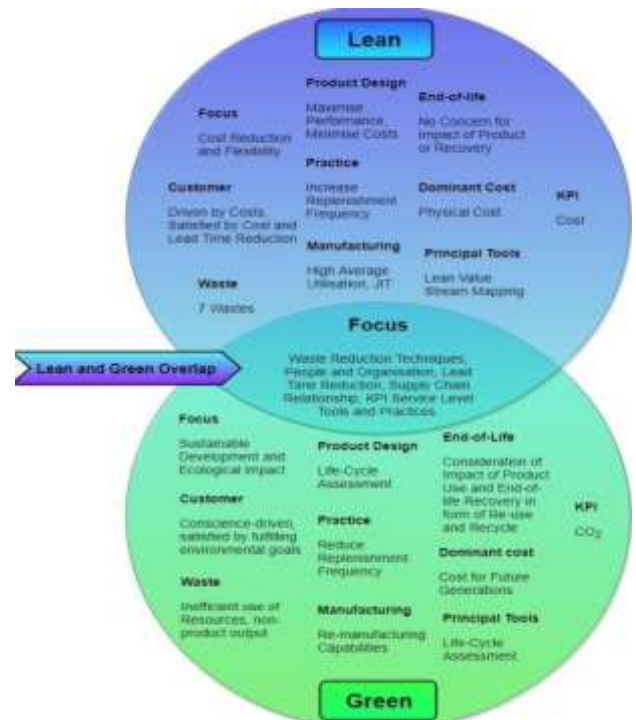 Lean
Product Design
Maximise
Performance,
Minimise Costs
End-of-life
No Concern for
Impact of Product
or Recovery
Focus
Cost Reduction
and Flexibility
Practice
Increase
Replenishment
Frequency
Customer
Driven by Costs,
Satisfied by Cost and
Lead Time Reduction
Dominant Cost
Physical Cost
KPI
Cost
Manufacturing
High Average
Utilisation, JIT
Principal Tools
Lean Value
Stream Mapping
Waste
7 Wastes
Focus
Waste Reduction Techniques,
People and Organisation, Lead
Time Reduction, Supply Chain
Relationship, KPI Service Level
Tools and Practices
Lean and Green Overlap
Focus
Sustainable
Development and
Ecological Impact
Product Design
Life-Cycle
Assessment
End-of-Life
Consideration of
Impact of Product
Use and End-of-
life Recovery in
form of Re-use
and Recycle
Customer
Conscience-driven,
satisfied by fulfilling
environmental goals
Practice
Reduce
Replenishment
Frequency
KPI
CO₂
Dominant cost
Cost for Future
Generations
Waste
Inefficient use of
Resources, non-
product output
Manufacturing
Re-manufacturing
Capabilities
Principal Tools
Life-Cycle
Assessment
Green